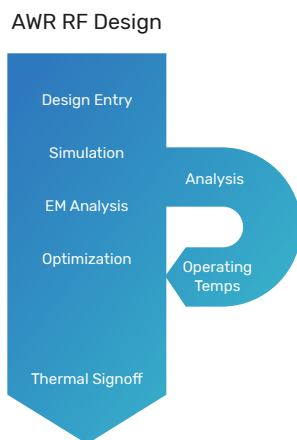 AWR RF Design
Design Entry
Simulation
EM Analysis
Optimization
Thermal Signoff
Analysis
Operating
Temps